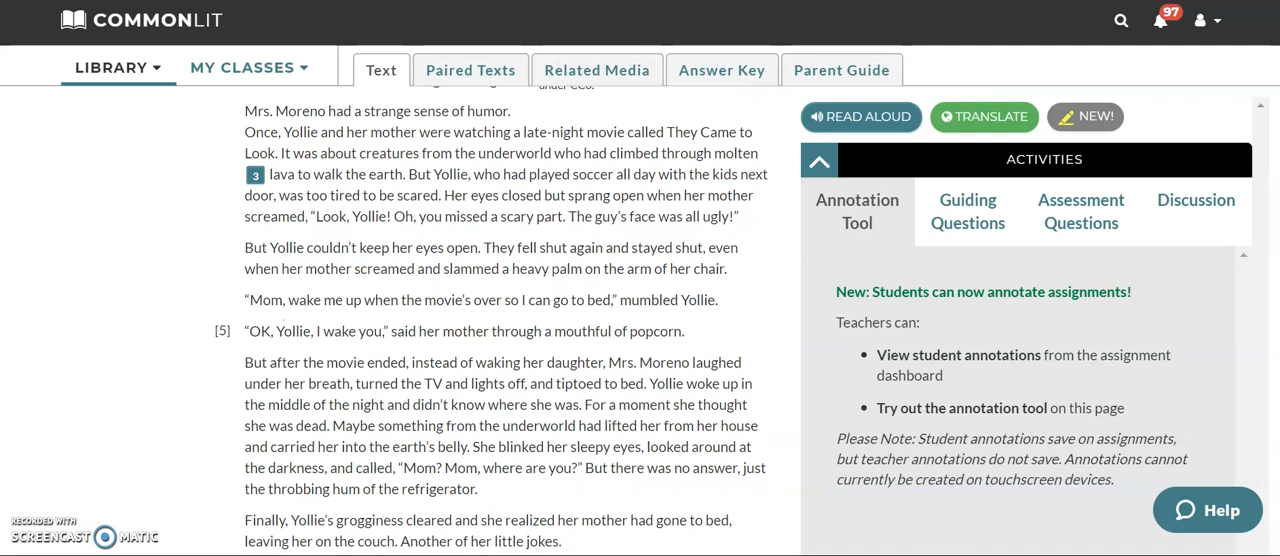 COMMONLIT
97
LIBRARY
MY CLASSES
Text
Paired Texts
Related Media
Answer Key
Parent Guide
under CC0.
Mrs. Moreno had a strange sense of humor.
Once, Yollie and her mother were watching a late-night movie called They Came to
Look. It was about creatures from the underworld who had climbed through molten
3 lava to walk the earth. But Yollie, who had played soccer all day with the kids next
door, was too tired to be scared. Her eyes closed but sprang open when her mother
screamed, “Look, Yollie! Oh, you missed a scary part. The guy’s face was all ugly!”
But Yollie couldn’t keep her eyes open. They fell shut again and stayed shut, even
when her mother screamed and slammed a heavy palm on the arm of her chair.
“Mom, wake me up when the movie’s over so I can go to bed,” mumbled Yollie.
[5] “OK, Yollie, I wake you,” said her mother through a mouthful of popcorn.
But after the movie ended, instead of waking her daughter, Mrs. Moreno laughed
under her breath, turned the TV and lights off, and tiptoed to bed. Yollie woke up in
the middle of the night and didn’t know where she was. For a moment she thought
she was dead. Maybe something from the underworld had lifted her from her house
and carried her into the earth’s belly. She blinked her sleepy eyes, looked around at
the darkness, and called, “Mom? Mom, where are you?” But there was no answer, just
the throbbing hum of the refrigerator.
Finally, Yollie’s grogginess cleared and she realized her mother had gone to bed,
leaving her on the couch. Another of her little jokes.
READ ALOUD
TRANSLATE
NEW!
ACTIVITIES
Annotation
Tool
Guiding
Questions
Assessment
Questions
Discussion
New: Students can now annotate assignments!
Teachers can:
• View student annotations from the assignment
dashboard
• Try out the annotation tool on this page
Please Note: Student annotations save on assignments,
but teacher annotations do not save. Annotations cannot
currently be created on touchscreen devices.
Help
RECORDED WITH
SCREENCAST MATIC